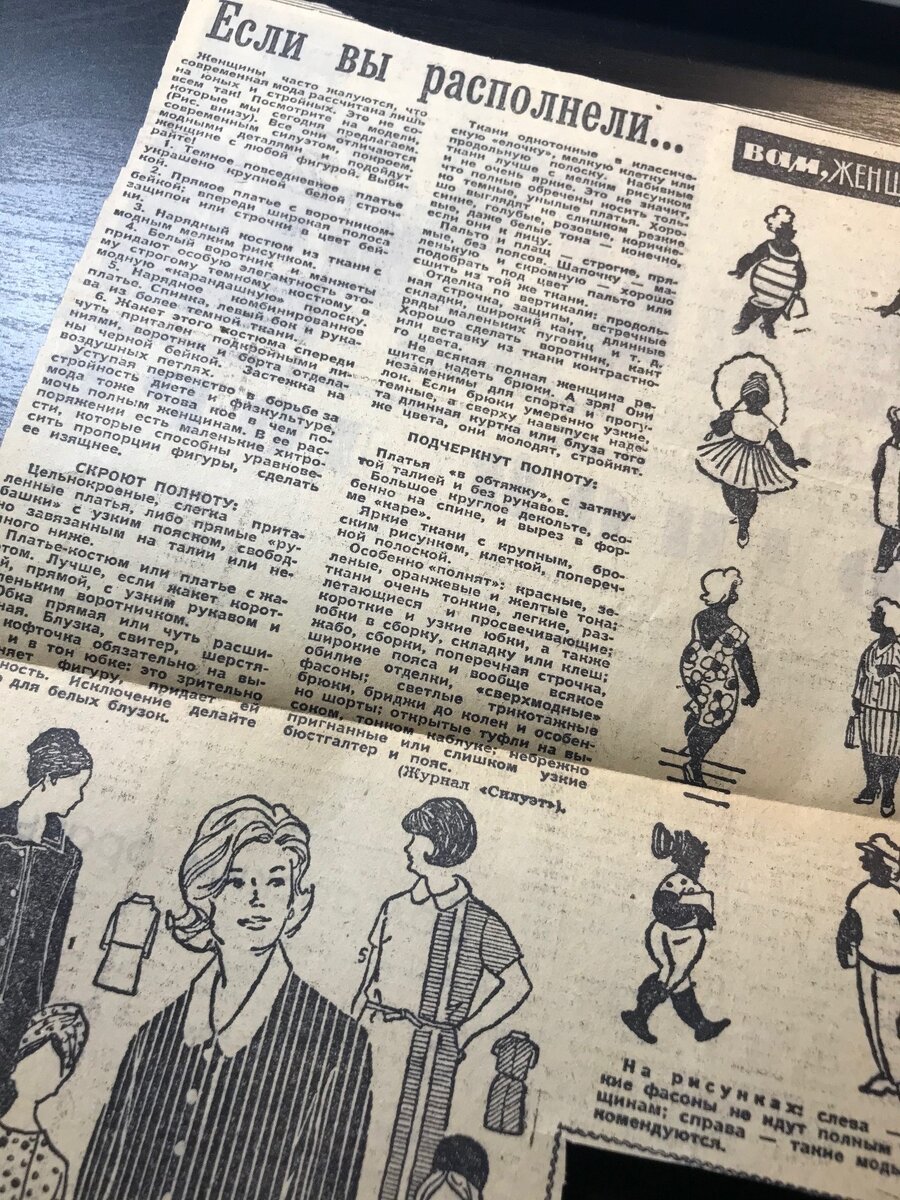 Если вы располнели...
Женщины часто жалуются, что
современная мода рассчитана лишь
на юных и стройных. Это не со-
всем так! Посмотрите на модели,
которые мы сегодня предлагаем
(Рис. внизу). Все они отличаются
современным силуэтом, покроем,
модными деталями и подойдут
женщине с любой фигурой. Выби-
райте!
1. Темное повседневное платье
украшено крупной белой строч-
кой.
2. Прямое платье с воротником-
бейкой; впереди широкая полоса
защипон или строчки в цвет бей-
ки.
3. Нарядный костюм из ткани с
модным мелким рисунком.
4. Белый воротник и манжеты
придают особую элегантность это-
му строгому темному костюму в
модную «карандашную» полоску.
5. Нарядное комбинированное
платье. Спинка, левый бок и рука-
ва из более темной ткани.
6. Жакет этого костюма спереди
чуть притален подкройными ли-
ниями, воротник и борта отдела-
ны черной бейкой. Застежка на
воздушных петлях.
Уступая первенство в борьбе за
стройность диете и физкультуре,
мода тоже готова кое в чем по-
мочь полным женщинам. В ее рас-
поряжении есть маленькие хитро-
сти, которые способны уравнове-
сить пропорции фигуры, сделать
ее изящнее.
СКРОЮТ ПОЛНОТУ:
Цельнокроеные, слегка прита-
ленные платья, либо прямые «ру-
башки» с узким пояском, свобод-
но завязанным на талии или не-
много ниже.
Платье-костюм или платье с жа-
том. Лучше, если жакет корот-
й, прямой, с узким рукавом и
леньким воротничком.
Юбка прямая или чуть расши-
ная. Блузка, свитер, шерстя-
кофточка обязательно на вы-
и в тон юбке: это зрительно
няет фигуру, придает ей
ность. Исключение делайте
о для белых блузок.
Ткани однотонные в классиче-
скую «елочку», мелкую клетку или
продольную полоску. Набивные
ткани лучше с мелким рисунком
и не очень яркие. Это не значит,
что полные обречены носить толь-
ко темные, унылые платья. Хоро-
шо выглядят не слишком резкие
синие, голубые, розовые, коричне-
вые, даже белые тона — конечно,
если они к лицу.
Пальто и платья — строгие, пря-
мые, без поясов. Шапочку — ма-
ленькую и скромную — хорошо
подобрать под цвет пальто или
сшить из той же ткани.
Отделка вертикали: продоль-
ная строчка, защипы, встречные
складки, широкий кант, длинные
ряды маленьких пуговиц и т. д.
Хорошо сделать воротник, кант
или вставку из ткани контрастно-
го цвета.
Не всякая полная женщина ре-
шится надеть брюки. А зря! Они
незаменимы для спорта и прогу-
лок. Если брюки умеренно узкие,
темные, а сверху навыпуск наде-
та длинная куртка или блуза того
же цвета, они молодят, стройнят.
ПОДЧЕРКНУТ ПОЛНОТУ:
Платья «в обтяжку», с затяну-
той талией и без рукавов.
Большое круглое декольте, осо-
бенно на спине, и вырез в фор-
ме «каре».
Яркие ткани с крупным, бро-
ским рисунком, клеткой, попереч-
ной полоской.
Особенно «полнят»: красные, зе-
леные, оранжевые и желтые тона;
ткани очень тонкие, легкие, раз-
летающиеся и просвечивающие;
короткие и узкие юбки, а также
юбки в сборку, складку или клеш;
жабо, сборки, поперечная строчка,
широкие пояса и вообще всякое
обилие отделки, «сверхмодные»
фасоны; светлые трикотажные
брюки, бриджи до колен и особен-
но шорты; открытые туфли на вы-
соком, тонком каблуке; небрежно
пригнанные или слишком узкие
бюстгалтер и пояс.
(Журнал «Силуэт»).
вам, ЖЕНЩ
1
5
На рисунках: слева —
кие фасоны не идут полным
щинам; справа — такие моды
комендуются.